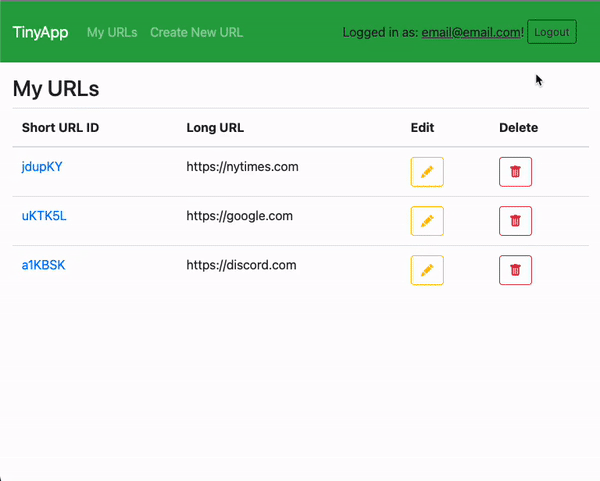 TinyApp My URLs Create New URL Logged in as: email@email.com! Logout
My URLs
Short URL ID Long URL Edit Delete
jdupKY https://nytimes.com
uKTK5L https://google.com
a1KBSK https://discord.com